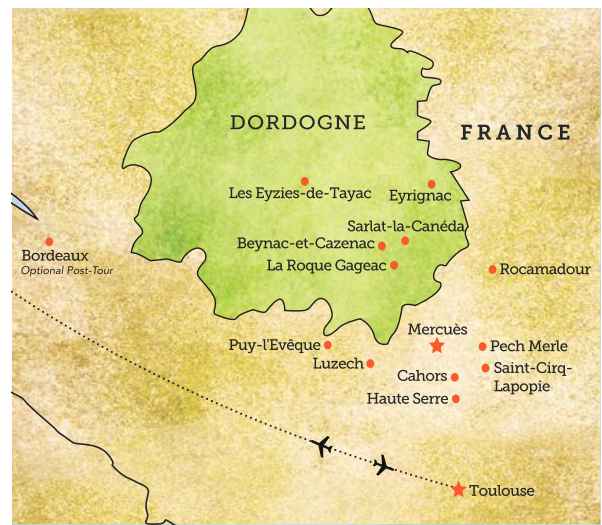 DORDOGNE
FRANCE
Les Eyzies-de-Tayac
Eyrignac
Sarlat-la-Canéda
Beynac-et-Cazenac
La Roque Gageac
Bordeaux
Optional Post-Tour
Rocamadour
Mercuès
Puy-l'Evêque
Pech Merle
Luzech
Saint-Cirq-
Lapopie
Cahors
Haute Serre
Toulouse